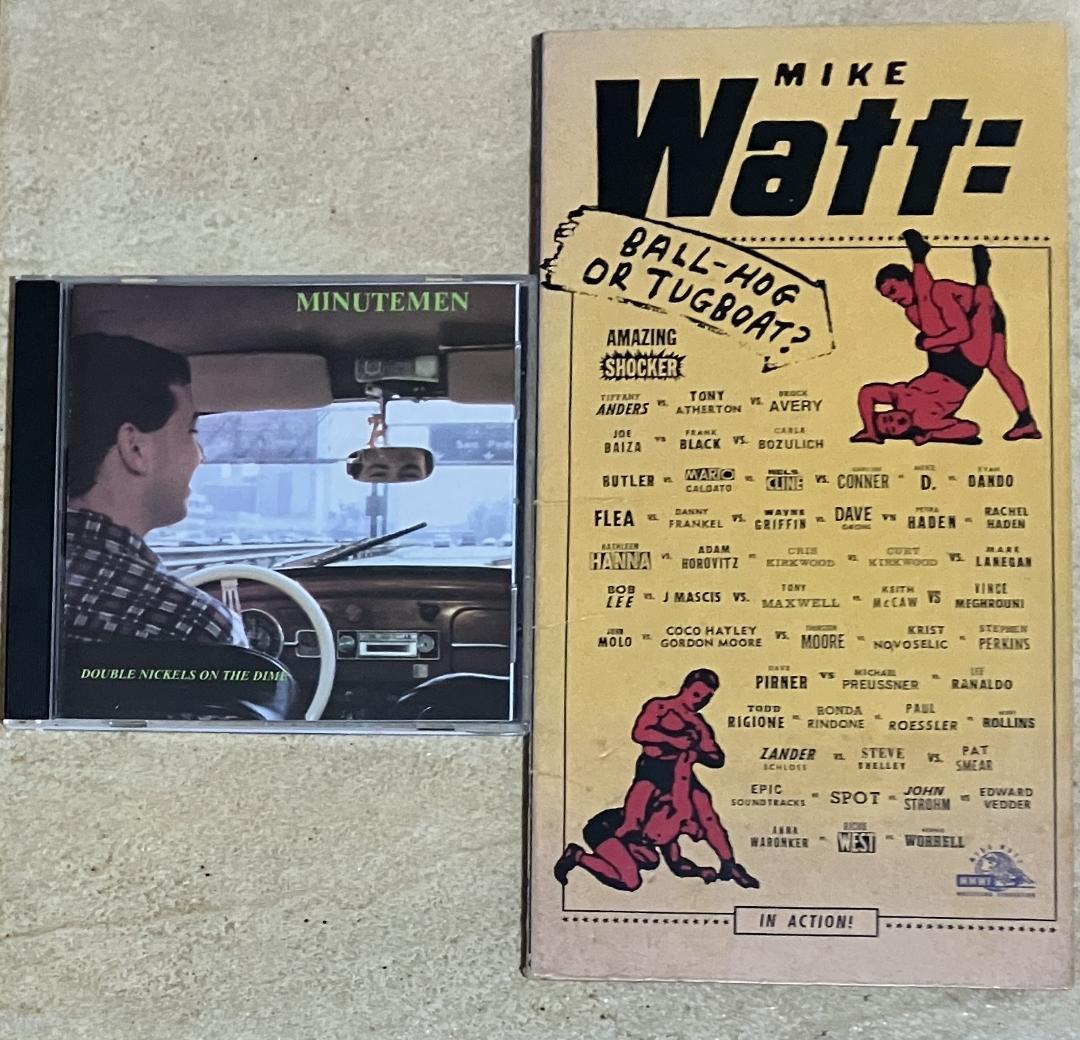 MINUTEMEN
DOUBLE NICKELS ON THE DIME
MIKE
Watt:
BALL-HOG
OR TUGBOAT?
AMAZING
SHOCKER
TIFFANY ANDERS VS. TONY ATHERTON VS. BROCK AVERY
JOE BAIZA VS FRANK BLACK VS. CARLA BOZULICH
BUTLER VS. MARIO CALDATO VS. NELS CLINE VS. CONNER VS. MIKE D. VS. EVAN DANDO
FLEA VS. DANNY FRANKEL VS. WAYNE GRIFFIN VS. DAVE GROHL VS PETRA HADEN VS. RACHEL HADEN
KATHLEEN HANNA VS. ADAM HOROVITZ VS. CRIS KIRKWOOD VS. CURT KIRKWOOD VS. MARK LANEGAN
BOB LEE VS. J MASCIS VS. TONY MAXWELL VS. KEITH McCAW VS VINCE MEGHROUNI
JOHN MOLO VS. COCO HAYLEY GORDON MOORE VS. THURSTON MOORE VS. KRIST NOVOSELIC VS. STEPHEN PERKINS
DAVE PIRNER VS MICHAEL PREUSSNER VS. LEE RANALDO
TODD RIGIONE VS. BONDA RINDONE VS. PAUL ROESSLER VS. HENRY ROLLINS
ZANDER SCHLOSS VS. STEVE SHELLEY VS. PAT SMEAR
EPIC SOUNDTRACKS VS SPOT VS. JOHN STROHM VS EDWARD VEDDER
ANNA WARONKER VS. RICHIE WEST VS. BERNIE WORRELL
IN ACTION!